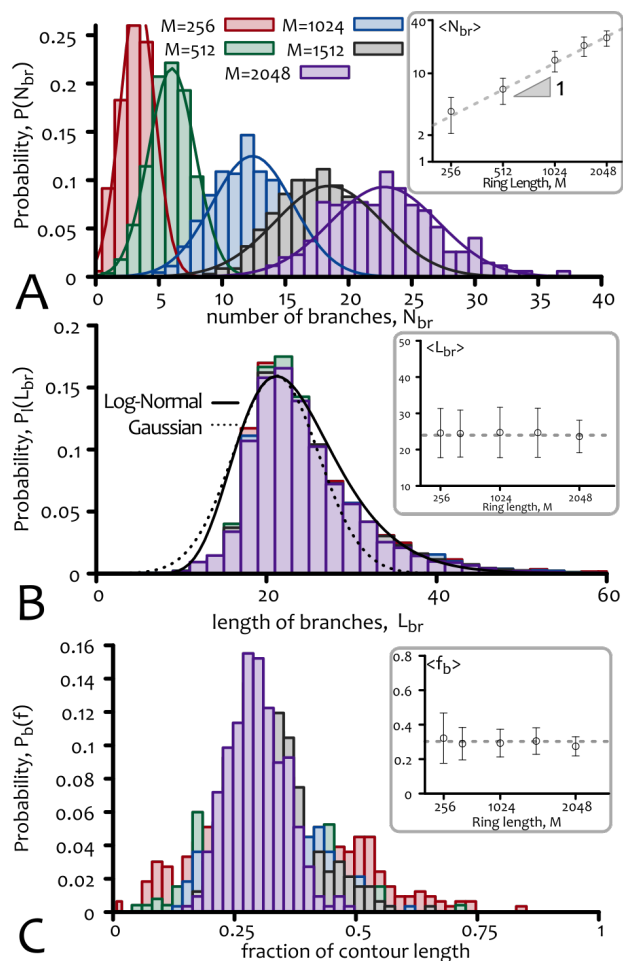 0.25
0.2
0.15
0.1
0.05
0
Probability, P(N_br)
M=256
M=1024
M=512
M=1512
M=2048
<N_br>
40
10
2
1
256
512
1024
2048
Ring Length, M
1
0
5
10
15
20
25
30
35
40
number of branches, N_br
A
0.2
0.15
0.1
0.05
0
Probability, P_l(L_br)
Log-Normal
Gaussian
50
<L_br>
40
30
20
10
256
1024
2048
Ring length, M
0
20
40
60
length of branches, L_br
B
0.16
0.14
0.12
0.1
0.08
0.06
0.04
0.02
0
Probability, P_b(f)
0.8
<f_b>
0.6
0.4
0.2
0
256
1024
2048
Ring length, M
0
0.25
0.5
0.75
1
fraction of contour length
C